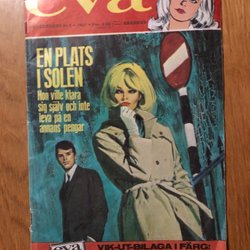 eva
EN PLATS
I SOLEN
Hon ville klara
sig själv och inte
leva på en
annans pengar
eva
VIK-UT-BILAGA I FÄRG: